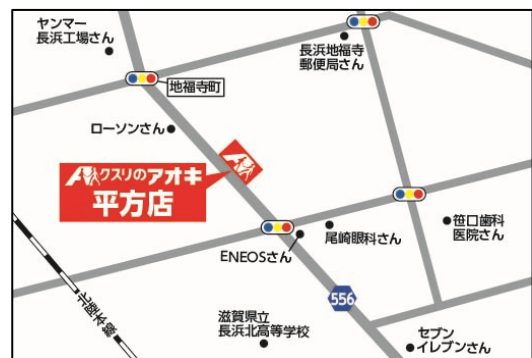 ヤンマー
長浜工場さん
長浜地福寺
郵便局さん
地福寺町
ローソンさん
クスリのアオキ
平方店
笹口歯科
医院さん
尾崎眼科さん
ENEOSさん
556
北陸本線
滋賀県立
長浜北高等学校
セブン
イレブンさん